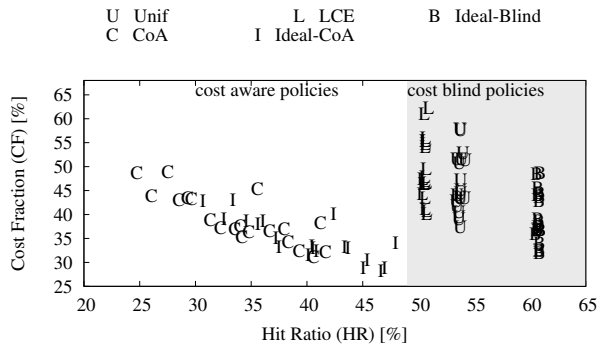 U Unif L LCE B Ideal-Blind
C CoA I Ideal-CoA
cost aware policies cost blind policies
65
60
55
50
45
40
35
30
25
20 25 30 35 40 45 50 55 60 65
Cost Fraction (CF) [%]
Hit Ratio (HR) [%]